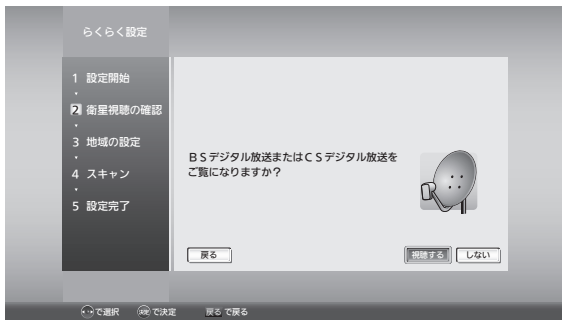 らくらく設定
1 設定開始
2 衛星視聴の確認
3 地域の設定
4 スキャン
5 設定完了
BSデジタル放送またはCSデジタル放送を
ご覧になりますか?
戻る 視聴する しない
で選択 決定 で決定 戻る で戻る